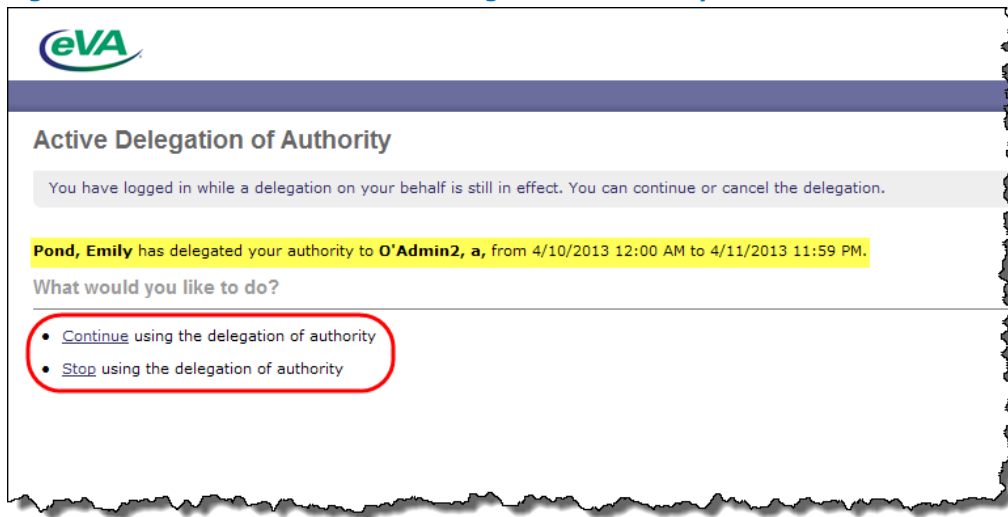 eVA
Active Delegation of Authority
You have logged in while a delegation on your behalf is still in effect. You can continue or cancel the delegation.
Pond, Emily has delegated your authority to O'Admin2, a, from 4/10/2013 12:00 AM to 4/11/2013 11:59 PM.
What would you like to do?
• Continue using the delegation of authority
• Stop using the delegation of authority